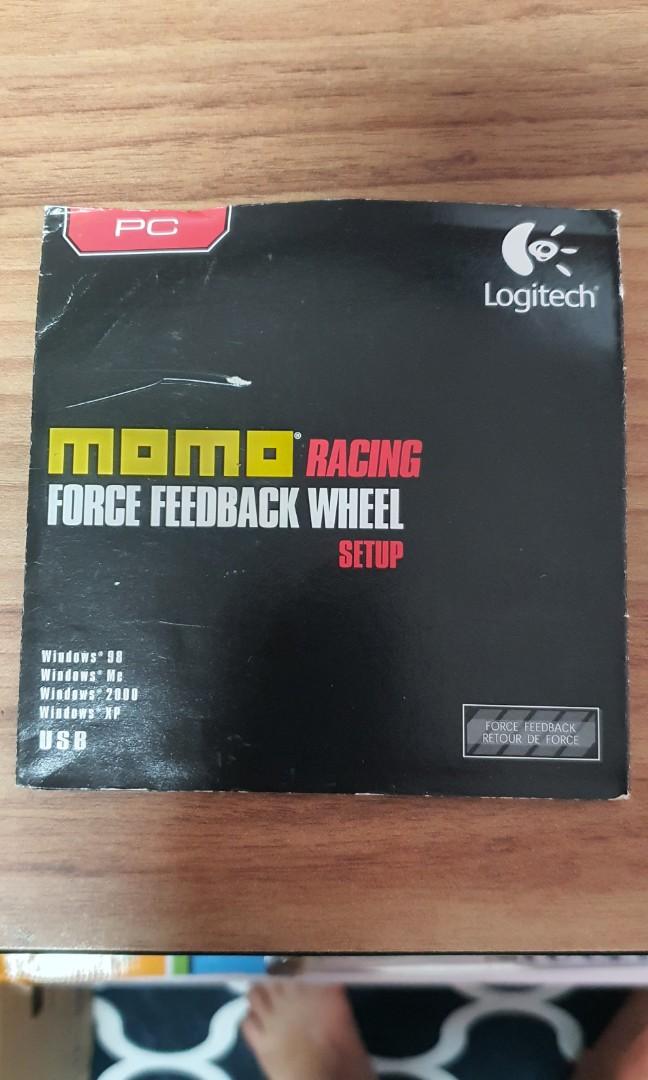 PC
Logitech®
momo® RACING
FORCE FEEDBACK WHEEL
SETUP
Windows® 98
Windows® Me
Windows® 2000
Windows® XP
USB
FORCE FEEDBACK
RETOUR DE FORCE